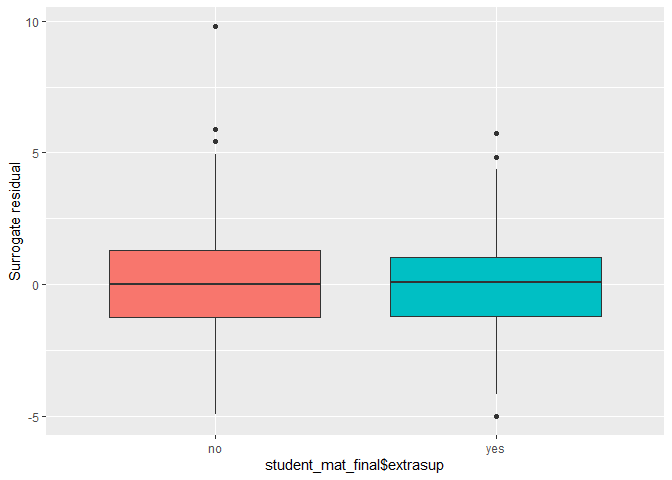 10
5
0
-5
Surrogate residual
no yes
student_mat_final$extrasup